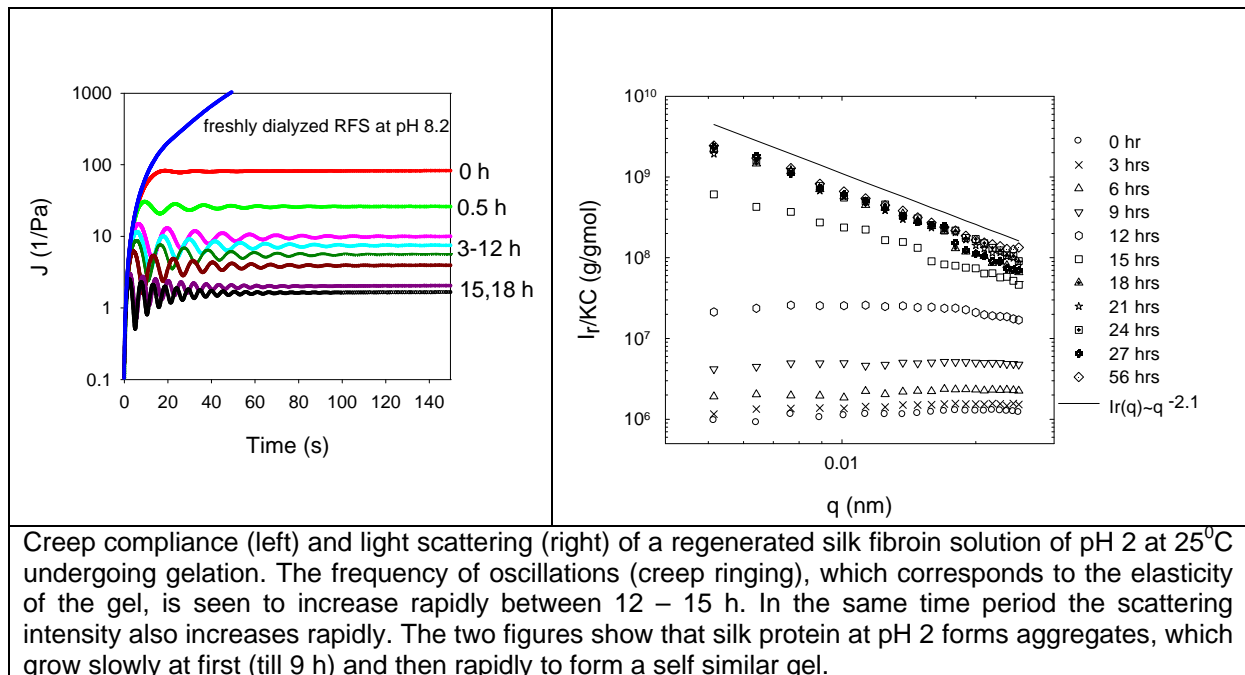 1000
100
10
1
0.1
J (1/Pa)
freshly dialyzed RFS at pH 8.2
0 h
0.5 h
3-12 h
15,18 h
0 20 40 60 80 100 120 140
Time (s)
10^10
10^9
10^8
10^7
10^6
I_r/KC (g/gmol)
0.01
q (nm)
0 hr
3 hrs
6 hrs
9 hrs
12 hrs
15 hrs
18 hrs
21 hrs
24 hrs
27 hrs
56 hrs
Ir(q)~q^-2.1
Creep compliance (left) and light scattering (right) of a regenerated silk fibroin solution of pH 2 at 25^0C
undergoing gelation. The frequency of oscillations (creep ringing), which corresponds to the elasticity
of the gel, is seen to increase rapidly between 12 – 15 h. In the same time period the scattering
intensity also increases rapidly. The two figures show that silk protein at pH 2 forms aggregates, which
grow slowly at first (till 9 h) and then rapidly to form a self similar gel.